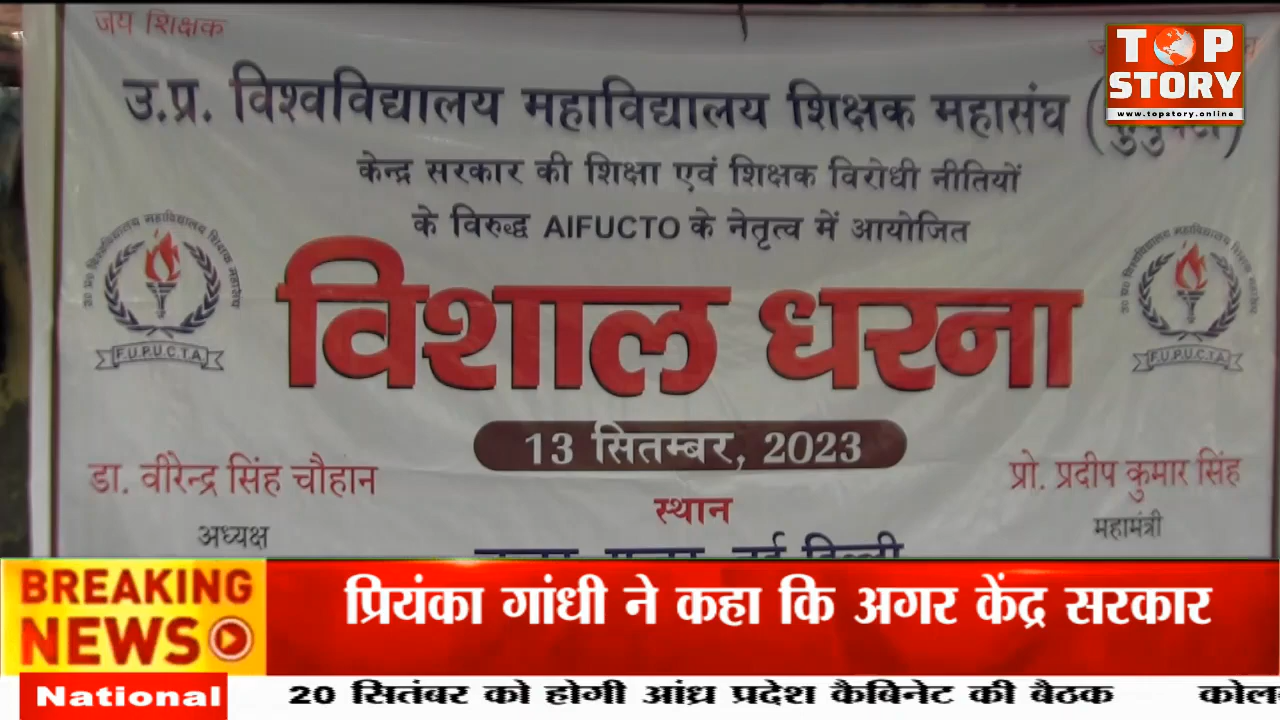 जय शिक्षक
TOP
STORY
www.topstory.online
उ.प्र. विश्वविद्यालय महाविद्यालय शिक्षक महासंघ
केन्द्र सरकार की शिक्षा एवं शिक्षक विरोधी नीतियों
के विरुद्ध AIFUCTO के नेतृत्व में आयोजित
विशाल धरना
F.U.P.U.C.T.A.
F.U.P.U.C.T.A.
13 सितम्बर, 2023
डा. वीरेन्द्र सिंह चौहान
प्रो. प्रदीप कुमार सिंह
अध्यक्ष
स्थान
महामंत्री
BREAKING
NEWS
प्रियंका गांधी ने कहा कि अगर केंद्र सरकार
National
20 सितंबर को होगी आंध्र प्रदेश कैबिनेट की बैठक